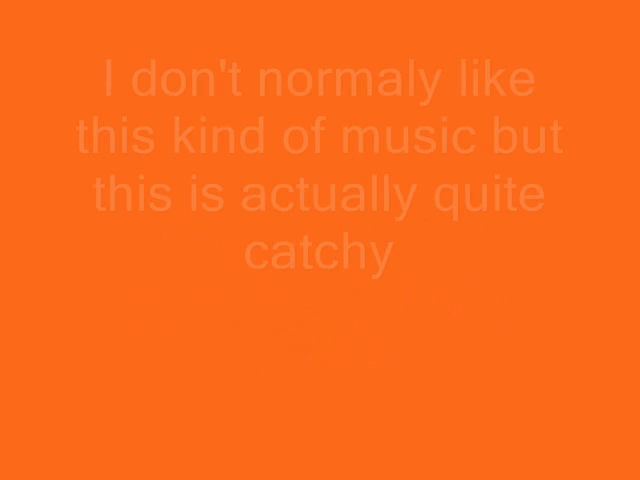 I don't normaly like
this kind of music but
this is actually quite
catchy